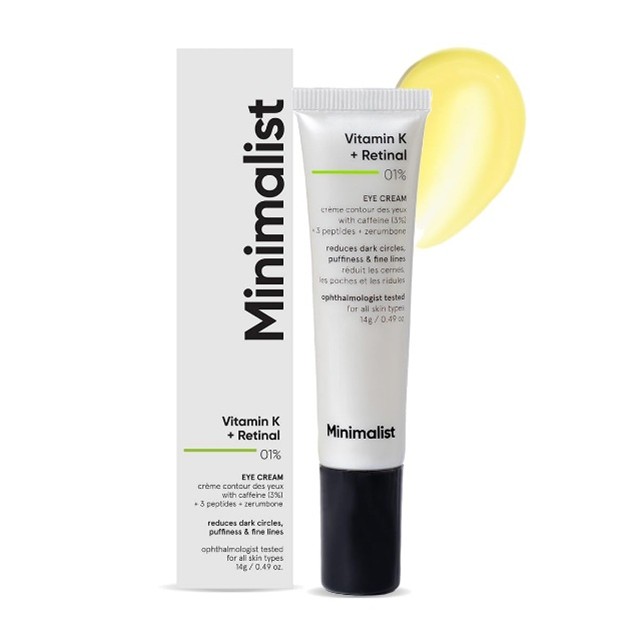 Minimalist
Vitamin K
+ Retinal
01%
EYE CREAM
crème contour des yeux
with caffeine (3%)
+ 3 peptides + zerumbone
reduces dark circles,
puffiness & fine lines
ophthalmologist tested
for all skin types
14g / 0.49 oz.
Vitamin K
+ Retinal
01%
EYE CREAM
crème contour des yeux
with caffeine (3%)
+3 peptides + zerumbone
reduces dark circles,
puffiness & fine lines
réduit les cernes,
les poches et les ridules
ophthalmologist tested
for all skin types
14g / 0.49 oz.
Minimalist